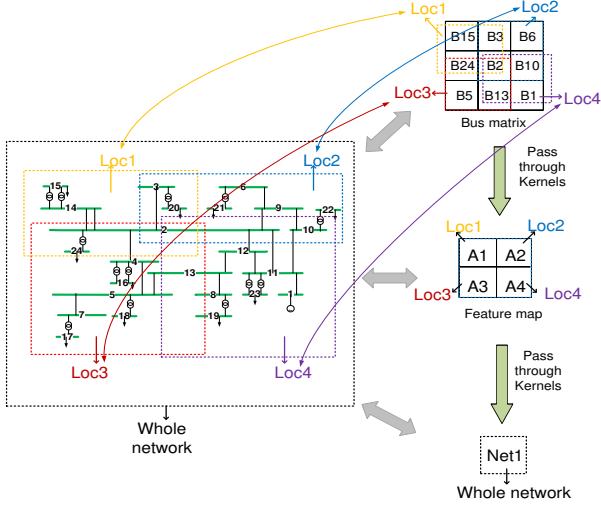 Loc1
Loc2
B15 B3 B6
B24 B2 B10
B5 B13 B1
Loc3
Loc4
Bus matrix
Pass
through
Kernels
Loc1
Loc2
15
3
6
14
20
21
9
22
2
10
24
4
12
16
13
11
5
8
23
1
7
18
19
17
Loc3
Loc4
Whole
network
Loc1
Loc2
A1 A2
A3 A4
Loc3
Loc4
Feature map
Pass
through
Kernels
Net1
Whole network